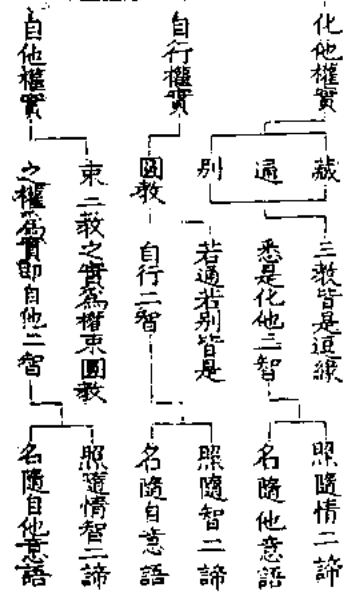 化他權實
藏
通
別
三教皆是逗緣
悉是化他二智
照隨情二諦
名隨他意語
自行權實
圓教
若通若別皆是
自行二智
照隨智二諦
名隨自意語
自他權實
束三教之實為權束圓教
之權為實即自他二智
照隨情智二諦
名隨自他意語